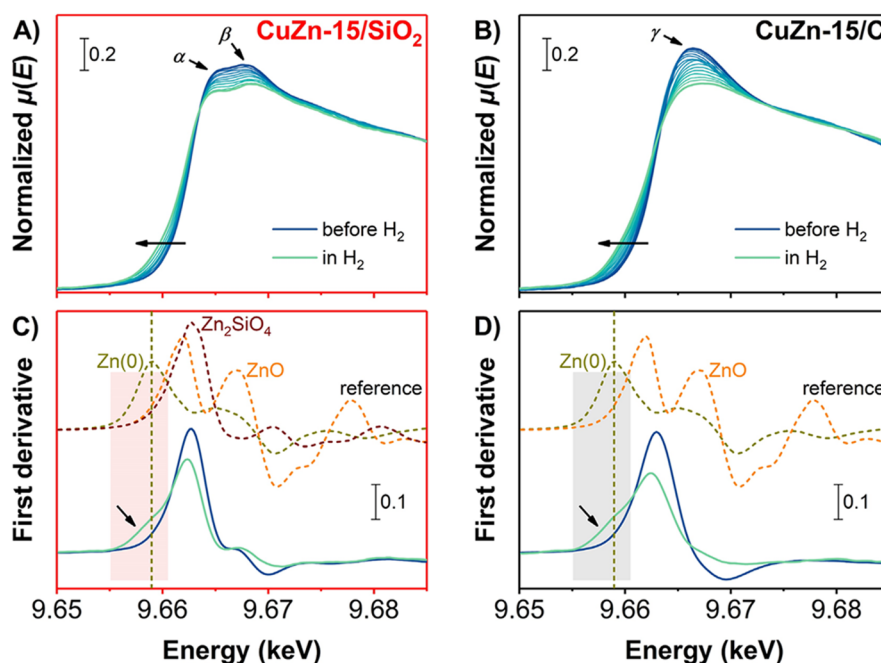 A)
CuZn-15/SiO₂
0.2
α
β
Normalized μ(E)
before H₂
in H₂
B)
CuZn-15/C
0.2
γ
Normalized μ(E)
before H₂
in H₂
C)
Zn₂SiO₄
Zn(0)
ZnO
reference
First derivative
0.1
9.65
9.66
9.67
9.68
Energy (keV)
D)
Zn(0)
ZnO
reference
First derivative
0.1
9.65
9.66
9.67
9.68
Energy (keV)